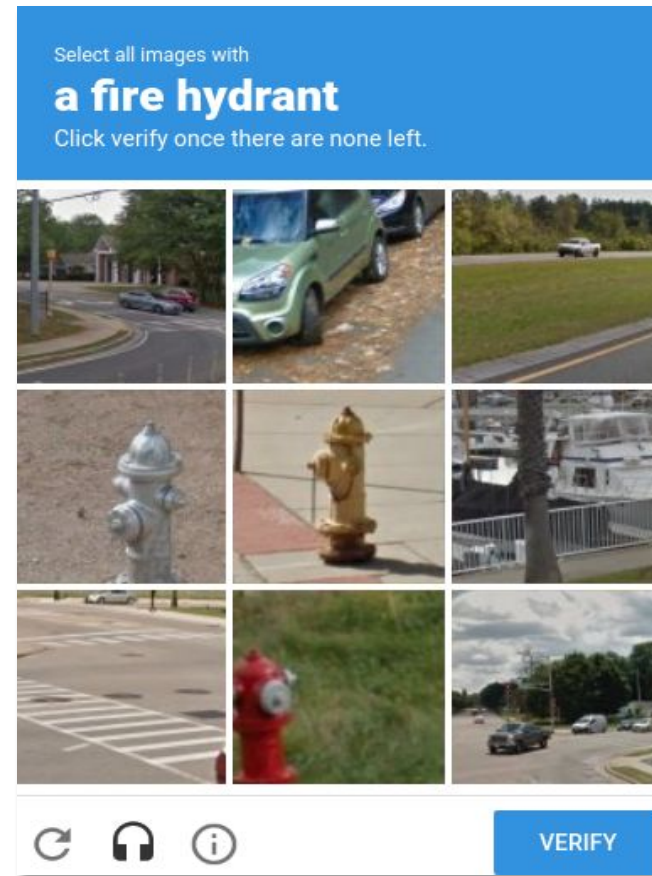 Select all images with
a fire hydrant
Click verify once there are none left.
VERIFY